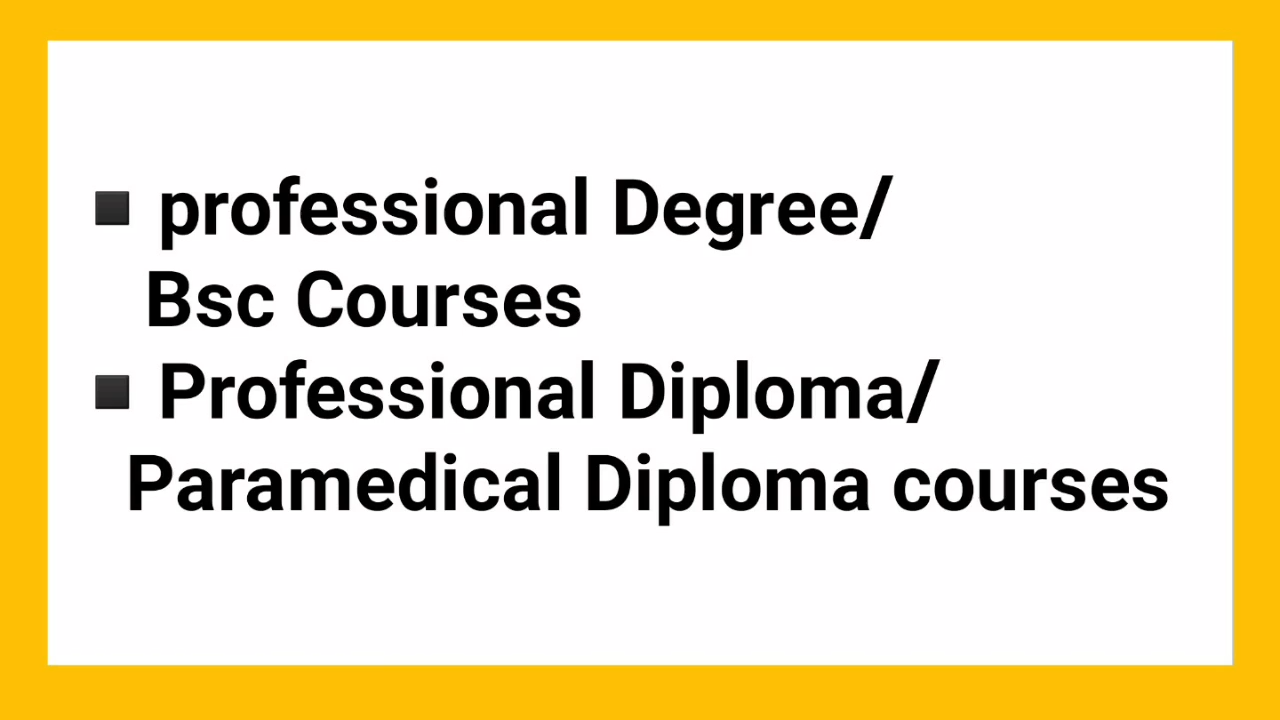 ▪ professional Degree/
Bsc Courses
▪ Professional Diploma/
Paramedical Diploma courses